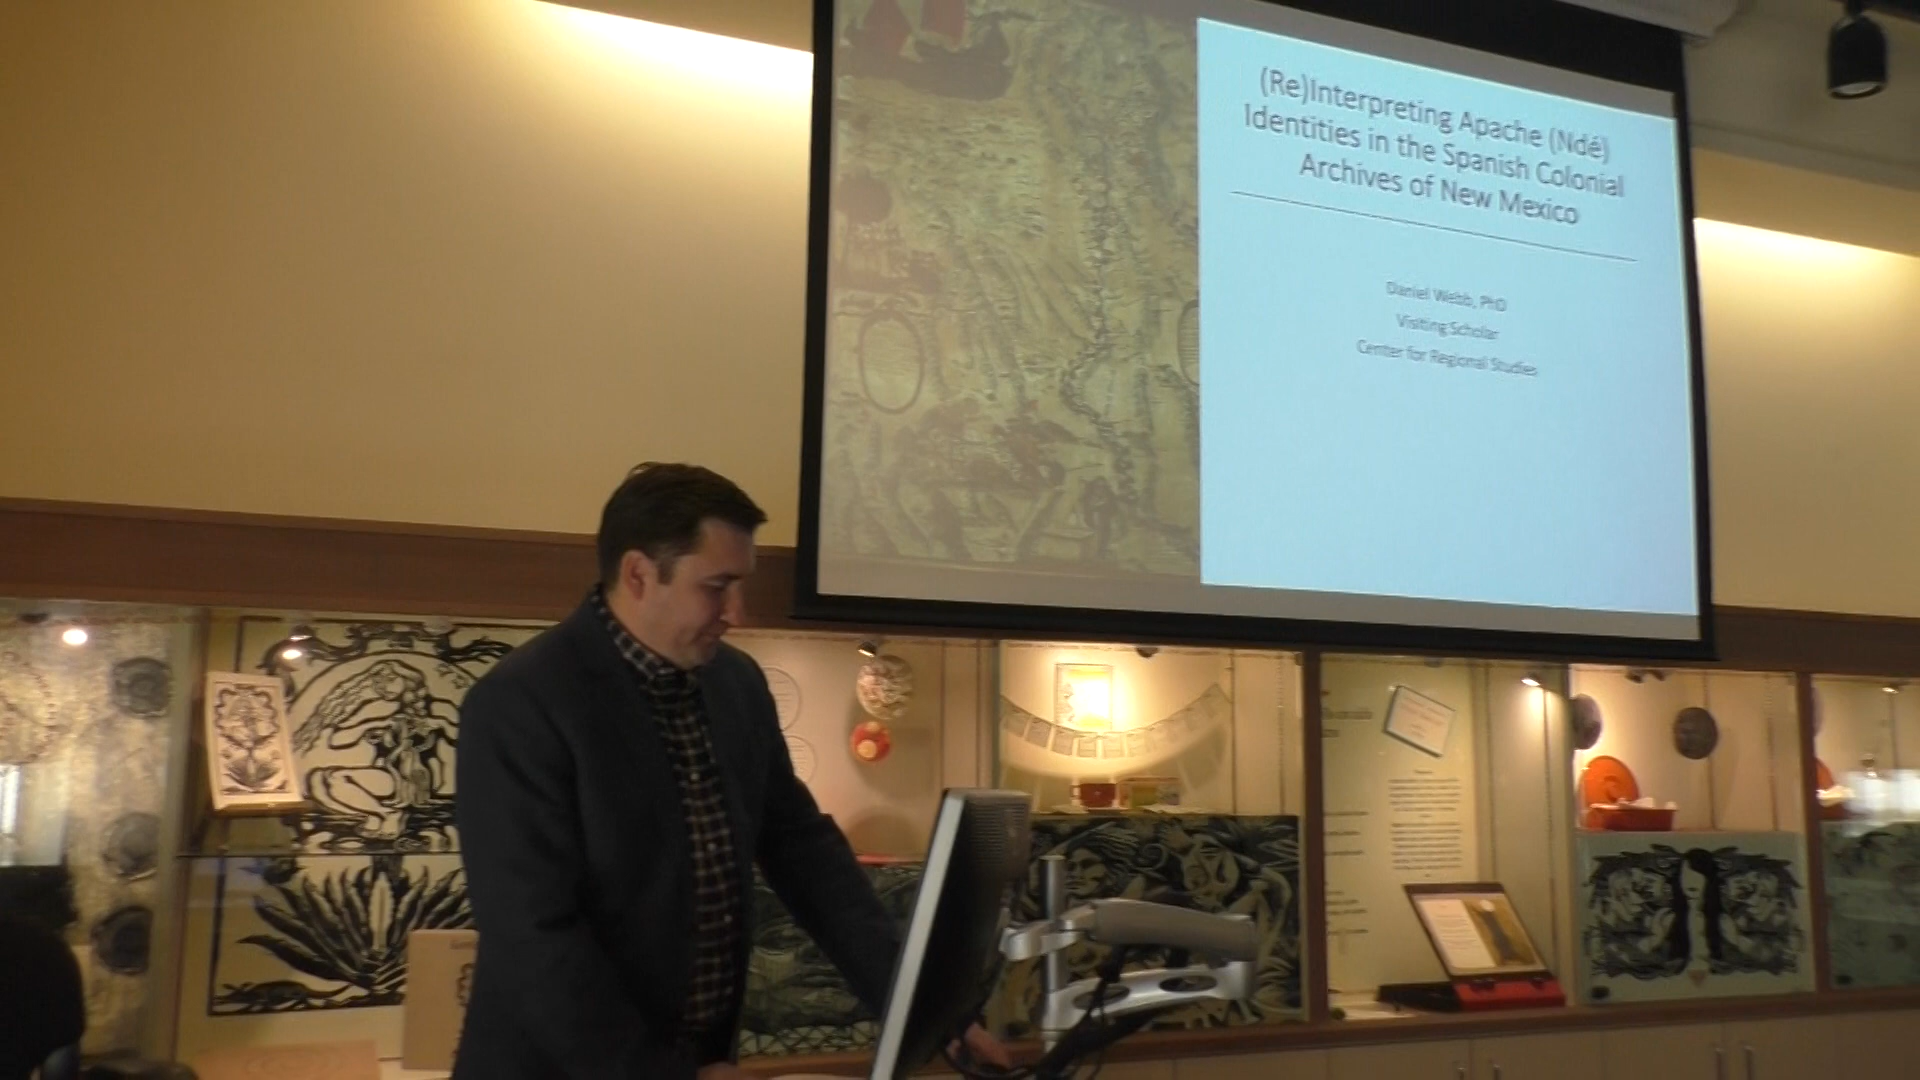 (Re)Interpreting Apache (Ndé)
Identities in the Spanish Colonial
Archives of New Mexico
Daniel Webb, PhD
Visiting Scholar
Center for Regional Studies